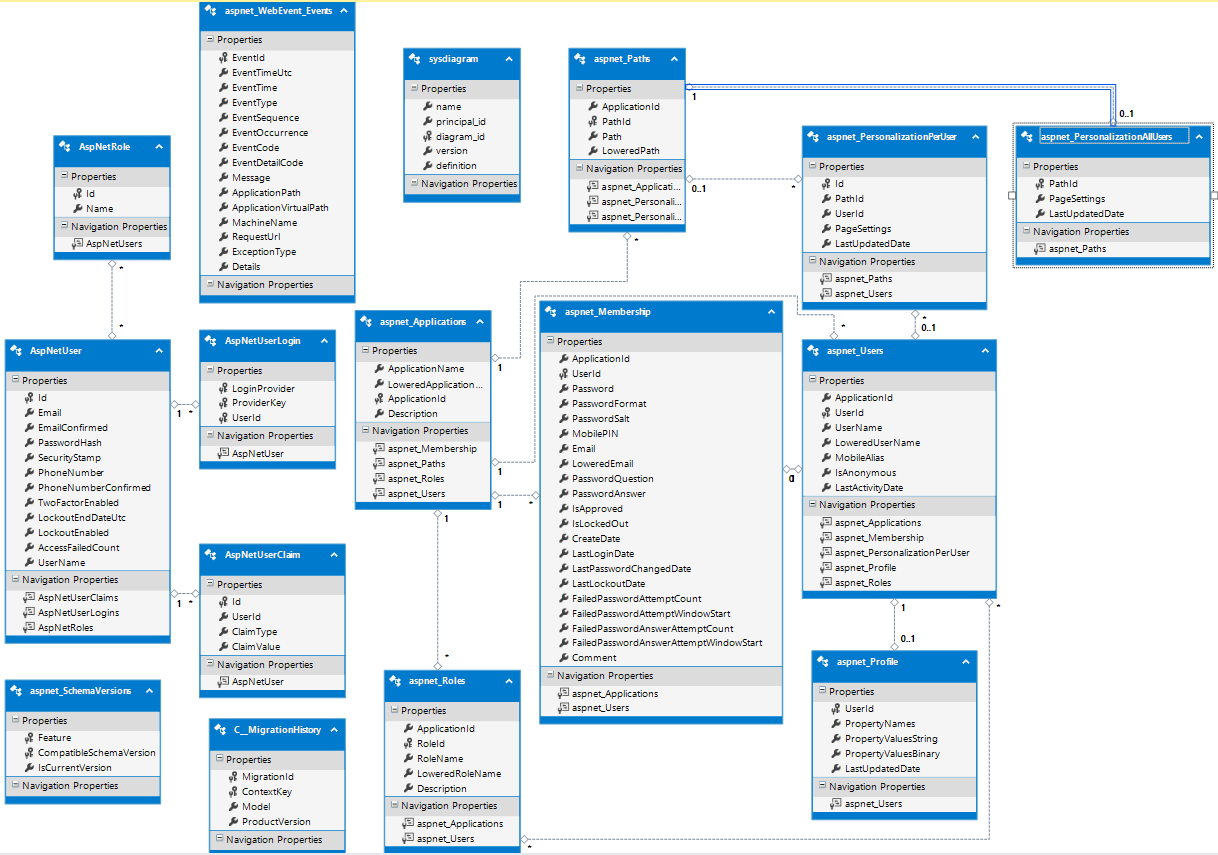 aspnet_WebEvent_Events
Properties
EventId
EventTimeUtc
EventTime
EventType
EventSequence
EventOccurrence
EventCode
EventDetailCode
Message
ApplicationPath
ApplicationVirtualPath
MachineName
RequestUrl
ExceptionType
Details
Navigation Properties
sysdiagram
Properties
name
principal_id
diagram_id
version
definition
Navigation Properties
aspnet_Paths
Properties
ApplicationId
PathId
Path
LoweredPath
Navigation Properties
aspnet_Applicati...
aspnet_Personali...
aspnet_Personali...
1
0..1
0..1
*
*
aspnet_PersonalizationPerUser
Properties
Id
PathId
UserId
PageSettings
LastUpdatedDate
Navigation Properties
aspnet_Paths
aspnet_Users
*
0..1
aspnet_PersonalizationAllUsers
Properties
PathId
PageSettings
LastUpdatedDate
Navigation Properties
aspnet_Paths
AspNetRole
Properties
Id
Name
Navigation Properties
AspNetUsers
*
*
AspNetUser
Properties
Id
Email
EmailConfirmed
PasswordHash
SecurityStamp
PhoneNumber
PhoneNumberConfirmed
TwoFactorEnabled
LockoutEndDateUtc
LockoutEnabled
AccessFailedCount
UserName
Navigation Properties
AspNetUserClaims
AspNetUserLogins
AspNetRoles
1 *
1 *
AspNetUserLogin
Properties
LoginProvider
ProviderKey
UserId
Navigation Properties
AspNetUser
AspNetUserClaim
Properties
Id
UserId
ClaimType
ClaimValue
Navigation Properties
AspNetUser
aspnet_Applications
Properties
ApplicationName
LoweredApplication...
ApplicationId
Description
Navigation Properties
aspnet_Membership
aspnet_Paths
aspnet_Roles
aspnet_Users
1
1
1
*
1
*
*
aspnet_Membership
Properties
ApplicationId
UserId
Password
PasswordFormat
PasswordSalt
MobilePIN
Email
LoweredEmail
PasswordQuestion
PasswordAnswer
IsApproved
IsLockedOut
CreateDate
LastLoginDate
LastPasswordChangedDate
LastLockoutDate
FailedPasswordAttemptCount
FailedPasswordAttemptWindowStart
FailedPasswordAnswerAttemptCount
FailedPasswordAnswerAttemptWindowStart
Comment
Navigation Properties
aspnet_Applications
aspnet_Users
aspnet_Users
Properties
ApplicationId
UserId
UserName
LoweredUserName
MobileAlias
IsAnonymous
LastActivityDate
Navigation Properties
aspnet_Applications
aspnet_Membership
aspnet_PersonalizationPerUser
aspnet_Profile
aspnet_Roles
1
0..1
*
aspnet_Profile
Properties
UserId
PropertyNames
PropertyValuesString
PropertyValuesBinary
LastUpdatedDate
Navigation Properties
aspnet_Users
aspnet_SchemaVersions
Properties
Feature
CompatibleSchemaVersion
IsCurrentVersion
Navigation Properties
C__MigrationHistory
Properties
MigrationId
ContextKey
Model
ProductVersion
Navigation Properties
aspnet_Roles
Properties
ApplicationId
RoleId
RoleName
LoweredRoleName
Description
Navigation Properties
aspnet_Applications
aspnet_Users
*